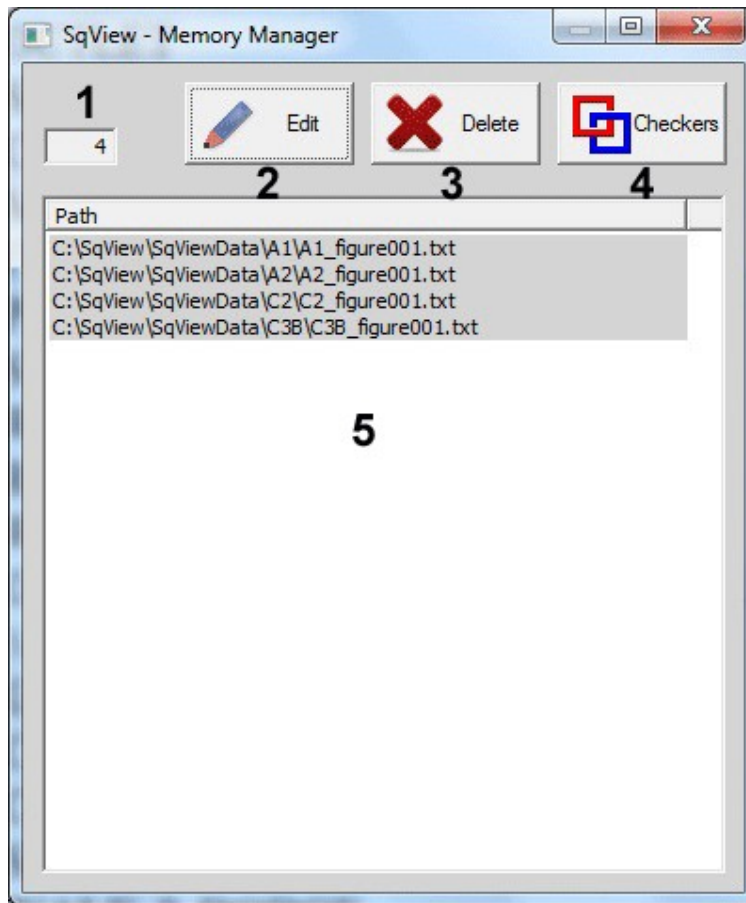 SqView - Memory Manager
1
4
Edit
Delete
Checkers
2
3
4
Path
C:\SqView\SqViewData\A1\A1_figure001.txt
C:\SqView\SqViewData\A2\A2_figure001.txt
C:\SqView\SqViewData\C2\C2_figure001.txt
C:\SqView\SqViewData\C3B\C3B_figure001.txt
5